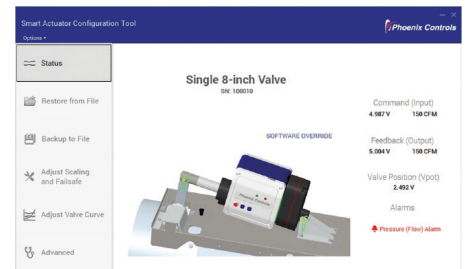 Smart Actuator Configuration Tool
Options
Phoenix Controls
Status
Restore from File
Backup to File
Adjust Scaling
and Failsafe
Adjust Valve Curve
Advanced
Single 8-inch Valve
SN: 100010
SOFTWARE OVERRIDE
Command (Input)
4.987 V 150 CFM
Feedback (Output)
5.004 V 150 CFM
Valve Position (Vpot)
2.492 V
Alarms
Pressure (Flow) Alarm
Phoenix Controls